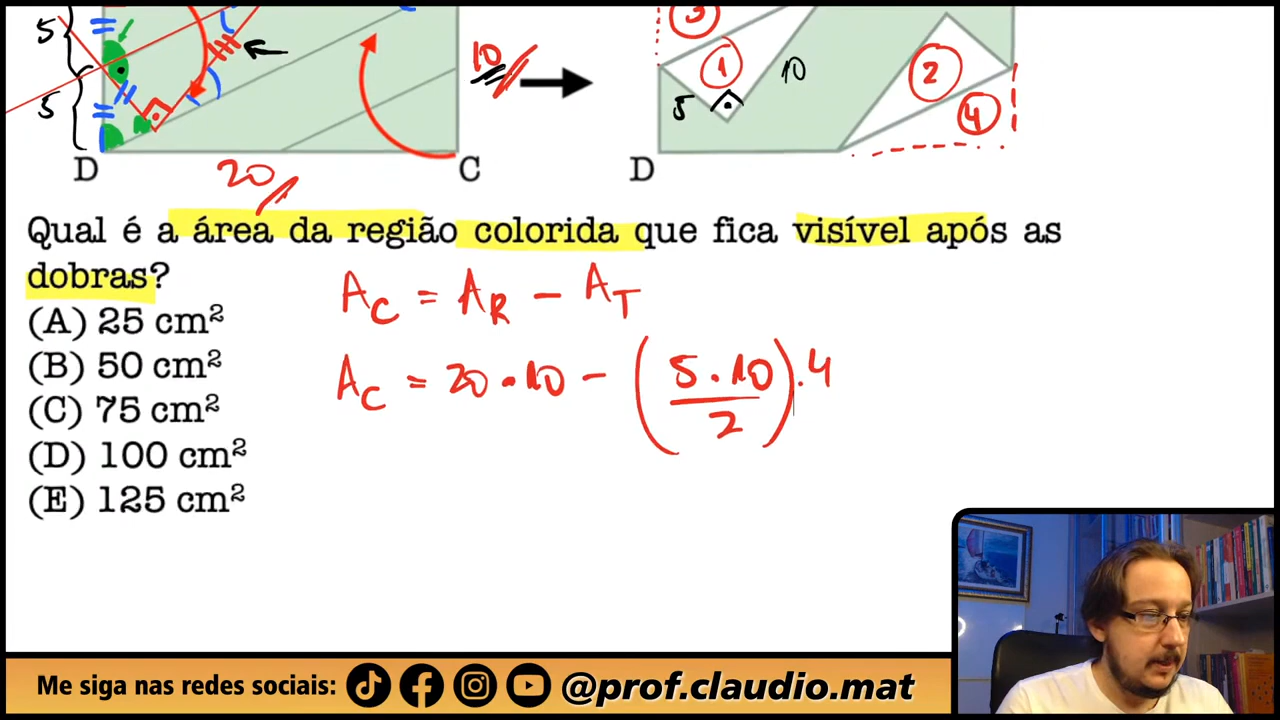 5
5
10
20
D
C
3
1
10
5
2
4
D
Qual é a área da região colorida que fica visível após as
dobras?
(A) 25 cm²
(B) 50 cm²
(C) 75 cm²
(D) 100 cm²
(E) 125 cm²
A_C = A_R - A_T
A_C = 20 · 10 - (5 · 10 / 2) . 4
Me siga nas redes sociais: @prof.claudio.mat